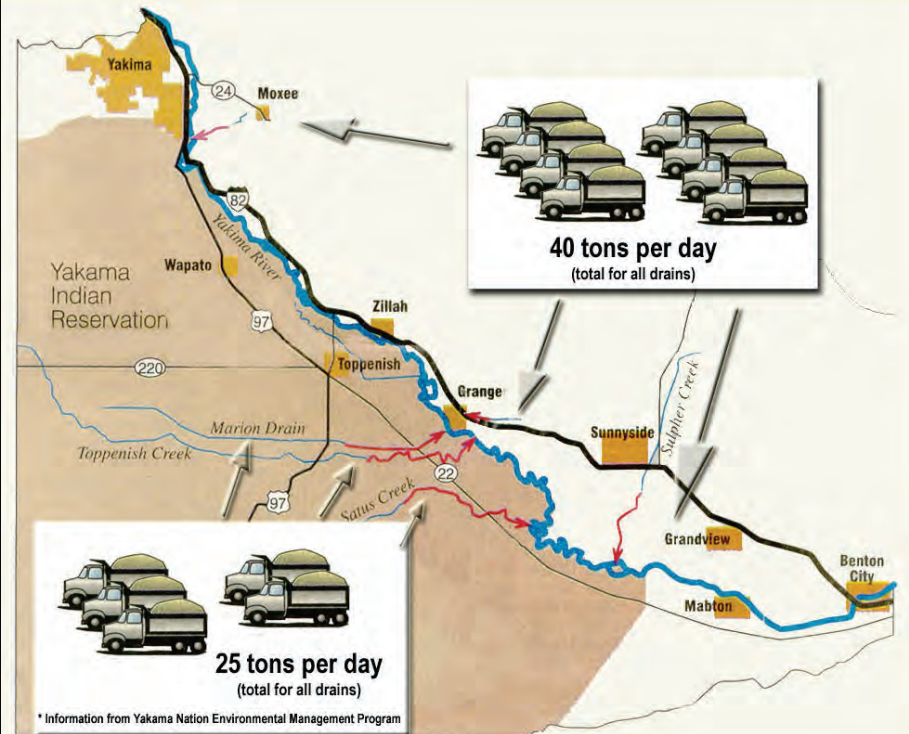 Yakima
24
Moxee
40 tons per day
(total for all drains)
82
Yakima River
Wapato
Yakama
Indian
Reservation
97
Zillah
220
Toppenish
Grange
Sunnyside
Sulpher Creek
Marion Drain
Toppenish Creek
22
97
Satus Creek
Grandview
Benton
City
Mabton
25 tons per day
(total for all drains)
* Information from Yakama Nation Environmental Management Program